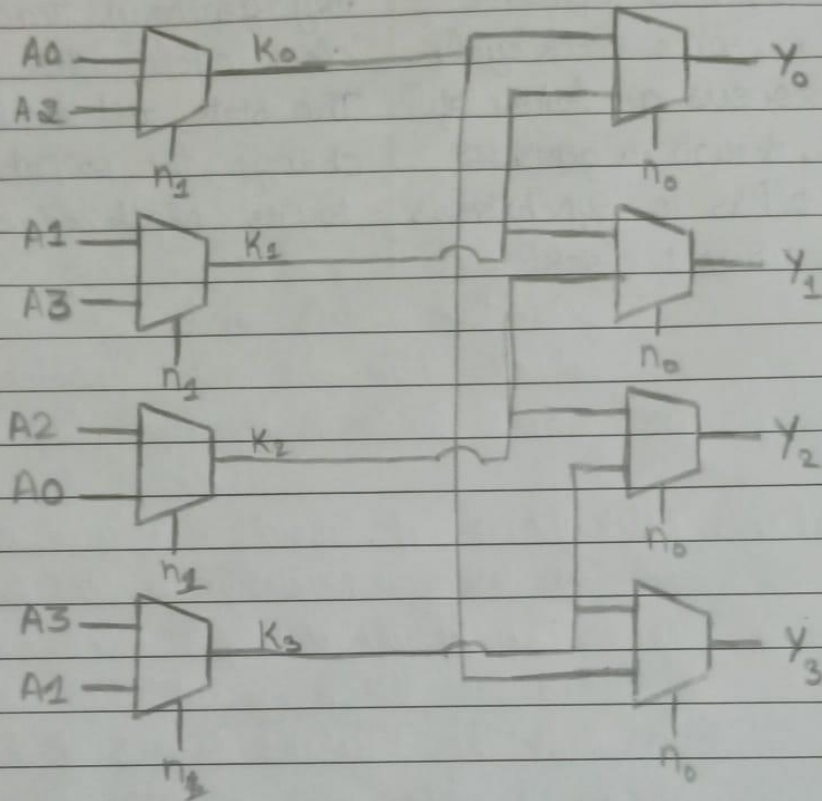 A0 K0 Y0
A2
n1 n0
A1 K1 Y1
A3
n1 n0
A2 K2 Y2
A0
n1 n0
A3 K3 Y3
A1
n1 n0